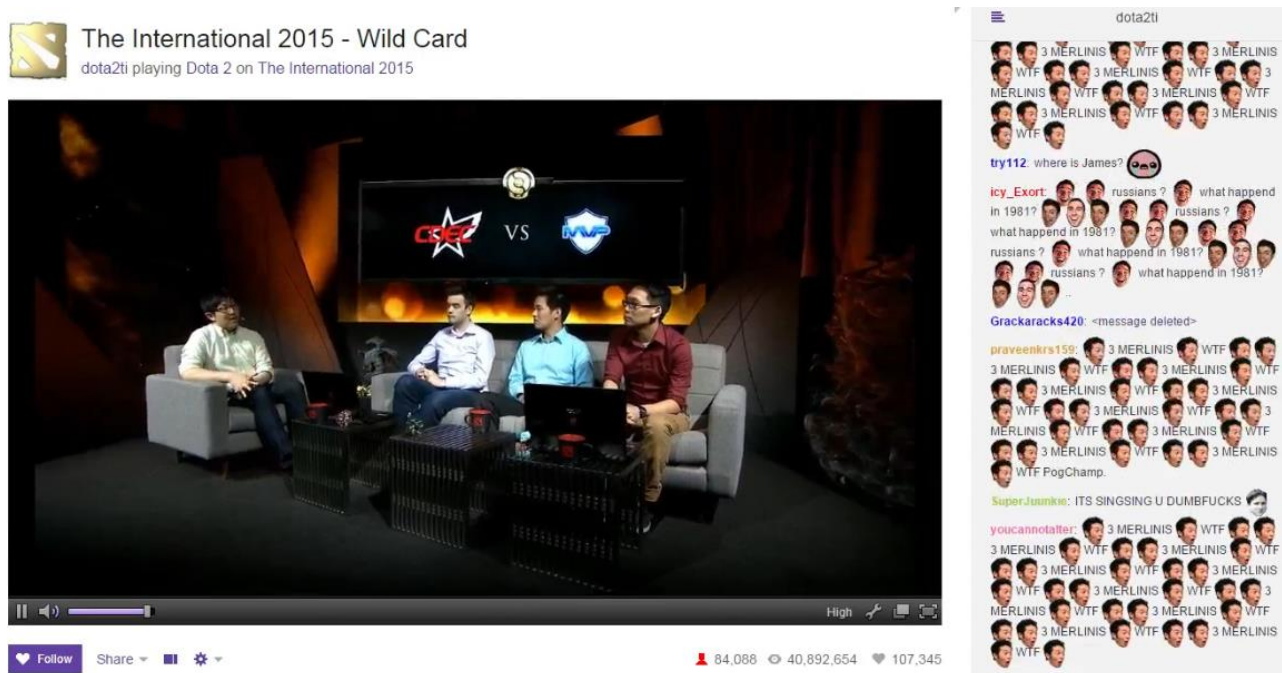 The International 2015 - Wild Card
dota2ti playing Dota 2 on The International 2015
CDEC VS MVP
High
Follow Share 84,088 40,892,654 107,345
dota2ti
3 MERLINIS WTF 3 MERLINIS
WTF 3 MERLINIS WTF 3
MERLINIS WTF 3 MERLINIS WTF
3 MERLINIS WTF 3 MERLINIS
WTF
try112: where is James?
icy_Exort: russians ? what happend
in 1981? russians ?
what happend in 1981?
russians ? what happend in 1981?
russians ? what happend in 1981?
..
Grackaracks420: <message deleted>
praveenkrs159: 3 MERLINIS WTF
3 MERLINIS WTF 3 MERLINIS WTF
3 MERLINIS WTF 3 MERLINIS
WTF 3 MERLINIS WTF 3
MERLINIS WTF 3 MERLINIS WTF
3 MERLINIS WTF 3 MERLINIS
WTF PogChamp.
SuperJuunkie: ITS SINGSING U DUMBFUCKS
youcannotalter: 3 MERLINIS WTF
3 MERLINIS WTF 3 MERLINIS WTF
3 MERLINIS WTF 3 MERLINIS
WTF 3 MERLINIS WTF 3
MERLINIS WTF 3 MERLINIS WTF
3 MERLINIS WTF 3 MERLINIS
WTF